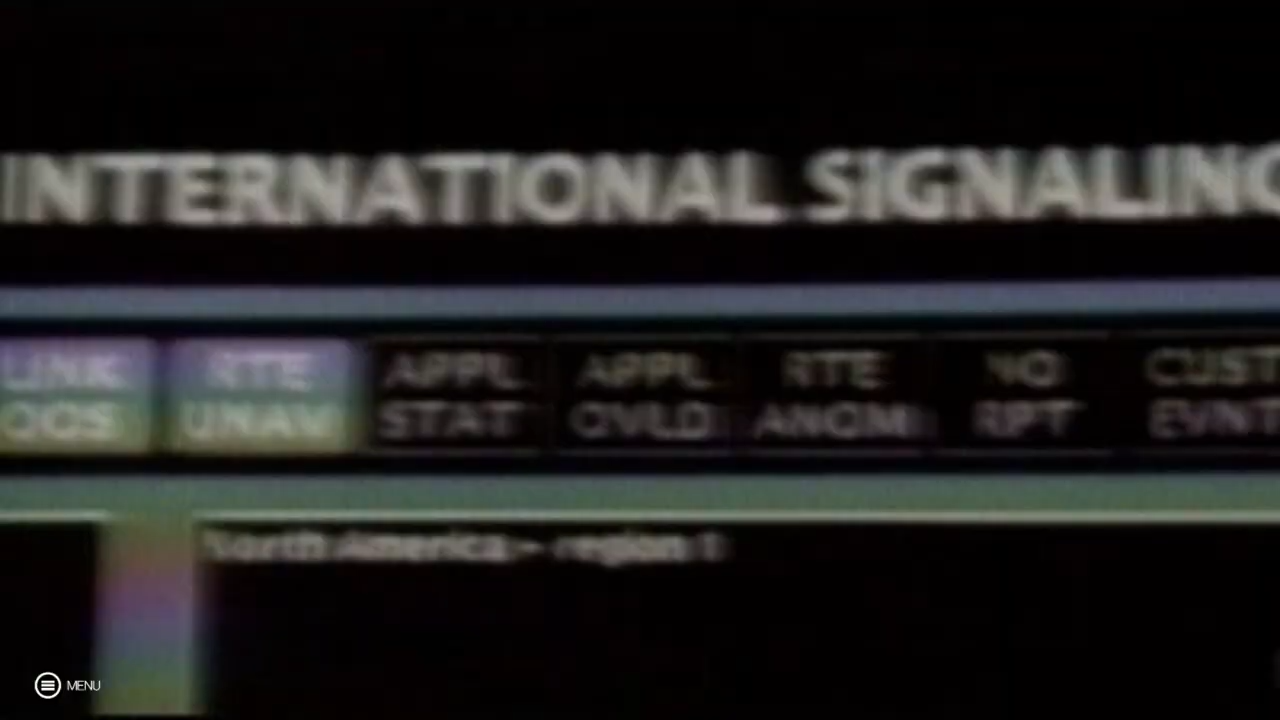 INTERNATIONAL SIGNALING
LINK RTE APPL APPL RTE NO CUST
OOS UNAV STAT OVLD ANOM RPT EVNT
North America - region 1
MENU